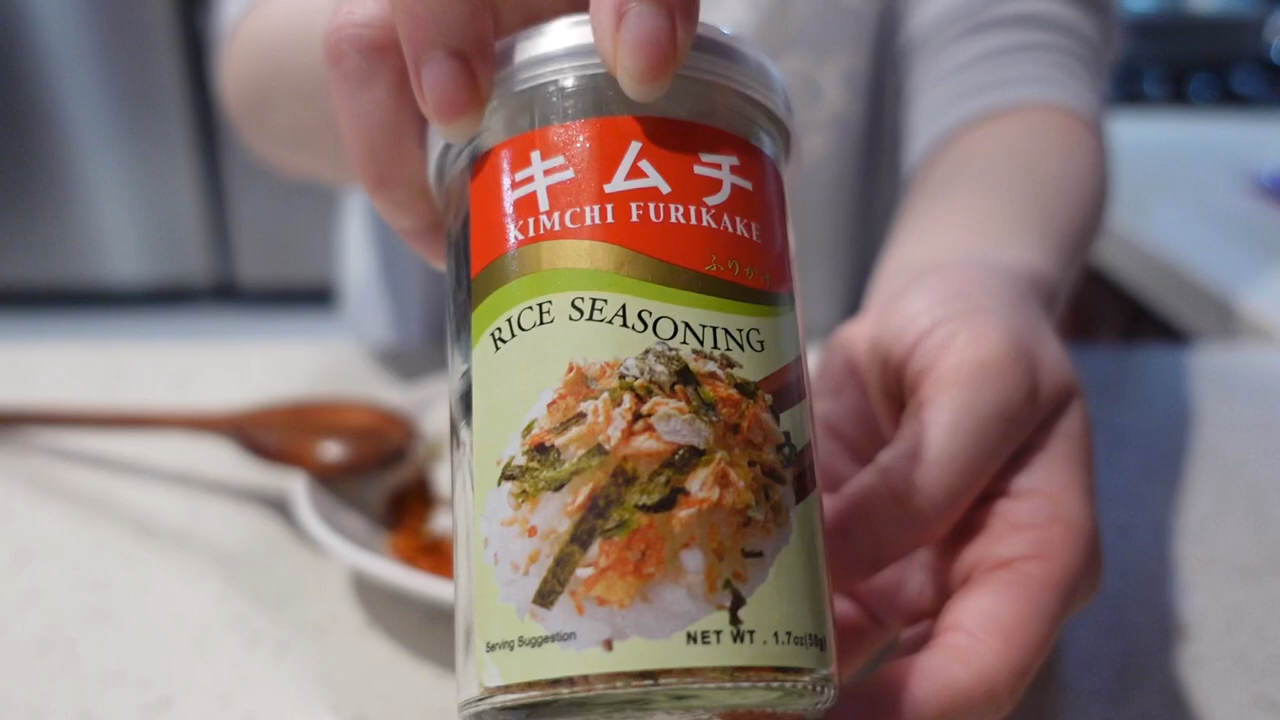 キムチ
KIMCHI FURIKAKE
ふりかけ
RICE SEASONING
Serving Suggestion
NET WT . 1.7oz(50g)